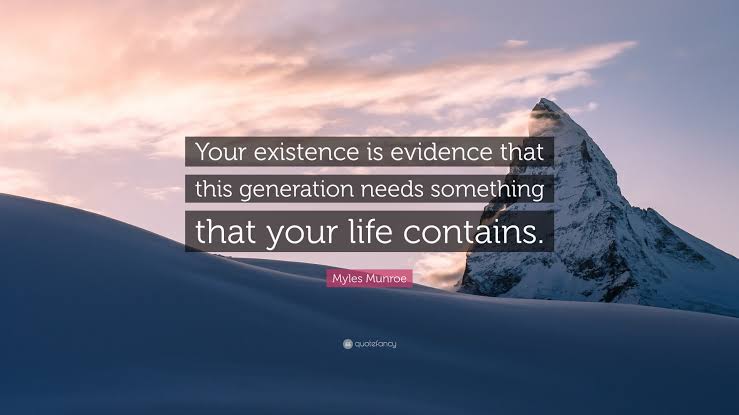 Your existence is evidence that
this generation needs something
that your life contains.
Myles Munroe
quotefancy